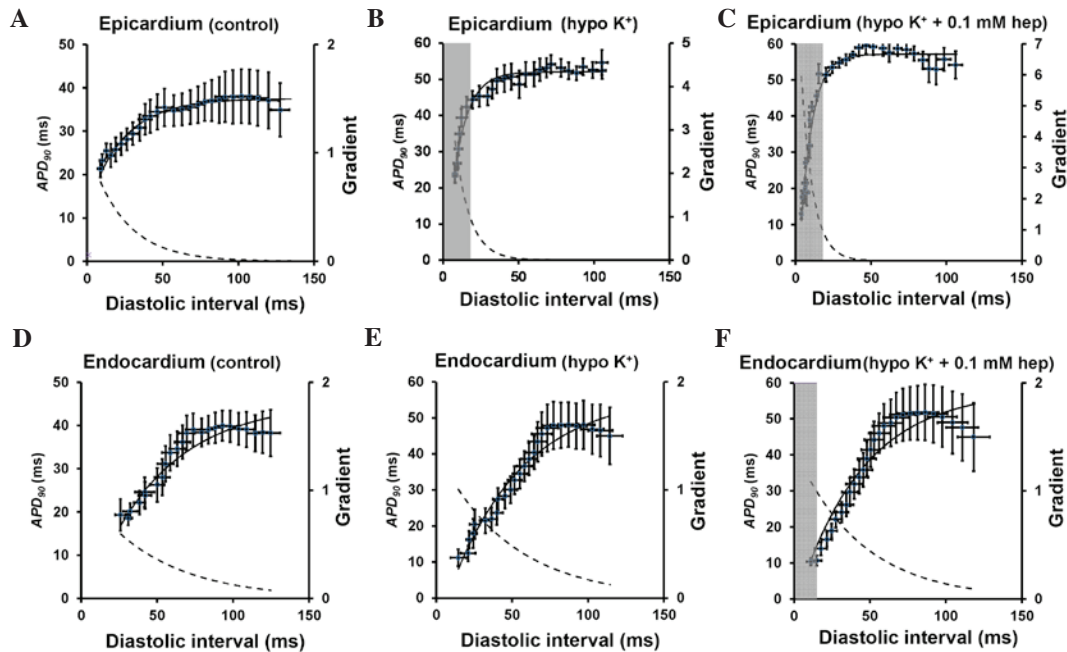 A
Epicardium (control)
50
40
30
20
10
0
APD90 (ms)
2
1
0
Gradient
0 50 100 150
Diastolic interval (ms)
B
Epicardium (hypo K+)
60
50
40
30
20
10
0
APD90 (ms)
5
4
3
2
1
0
Gradient
0 50 100 150
Diastolic interval (ms)
C
Epicardium (hypo K+ + 0.1 mM hep)
60
50
40
30
20
10
0
APD90 (ms)
7
6
5
4
3
2
1
0
Gradient
0 50 100 150
Diastolic interval (ms)
D
Endocardium (control)
50
40
30
20
10
0
APD90 (ms)
2
1
0
Gradient
0 50 100 150
Diastolic interval (ms)
E
Endocardium (hypo K+)
60
50
40
30
20
10
0
APD90 (ms)
2
1
0
Gradient
0 50 100 150
Diastolic interval (ms)
F
Endocardium (hypo K+ + 0.1 mM hep)
60
50
40
30
20
10
0
APD90 (ms)
2
1
0
Gradient
0 50 100 150
Diastolic interval (ms)